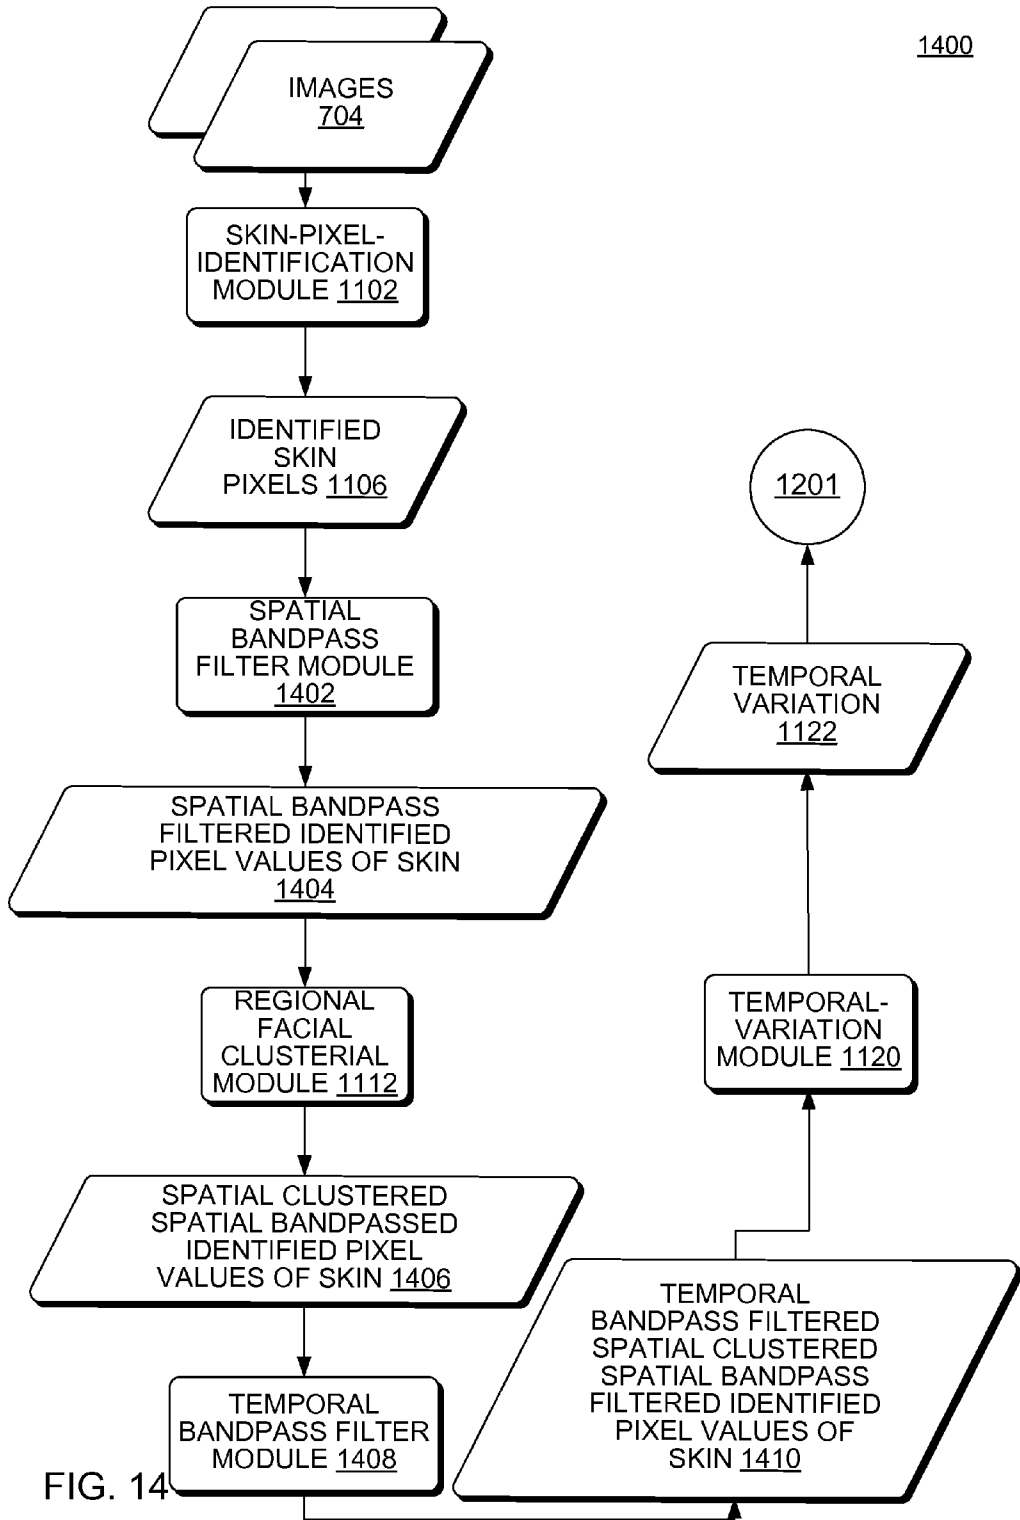 1400
IMAGES
704
SKIN-PIXEL-
IDENTIFICATION
MODULE 1102
IDENTIFIED
SKIN
PIXELS 1106
SPATIAL
BANDPASS
FILTER MODULE
1402
SPATIAL BANDPASS
FILTERED IDENTIFIED
PIXEL VALUES OF SKIN
1404
REGIONAL
FACIAL
CLUSTERIAL
MODULE 1112
SPATIAL CLUSTERED
SPATIAL BANDPASSED
IDENTIFIED PIXEL
VALUES OF SKIN 1406
TEMPORAL
BANDPASS FILTER
MODULE 1408
TEMPORAL
BANDPASS FILTERED
SPATIAL CLUSTERED
SPATIAL BANDPASS
FILTERED IDENTIFIED
PIXEL VALUES OF
SKIN 1410
TEMPORAL-
VARIATION
MODULE 1120
TEMPORAL
VARIATION
1122
1201
FIG. 14